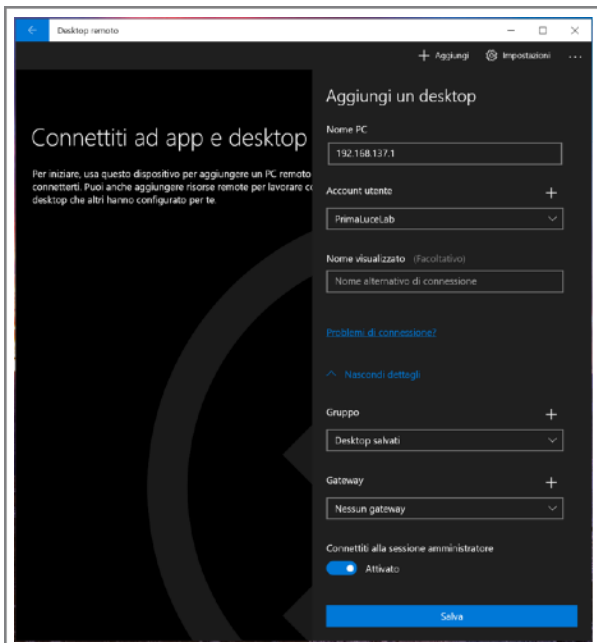 Desktop remoto
Aggiungi
Impostazioni
Connettiti ad app e desktop
Per iniziare, usa questo dispositivo per aggiungere un PC remoto
connetterti. Puoi anche aggiungere risorse remote per lavorare
desktop che altri hanno configurato per te.
Aggiungi un desktop
Nome PC
192.168.137.1
Account utente
PrimaLuceLab
Nome visualizzato (Facoltativo)
Nome alternativo di connessione
Problemi di connessione?
Nascondi dettagli
Gruppo
Desktop salvati
Gateway
Nessun gateway
Connettiti alla sessione amministratore
Attivato
Salva